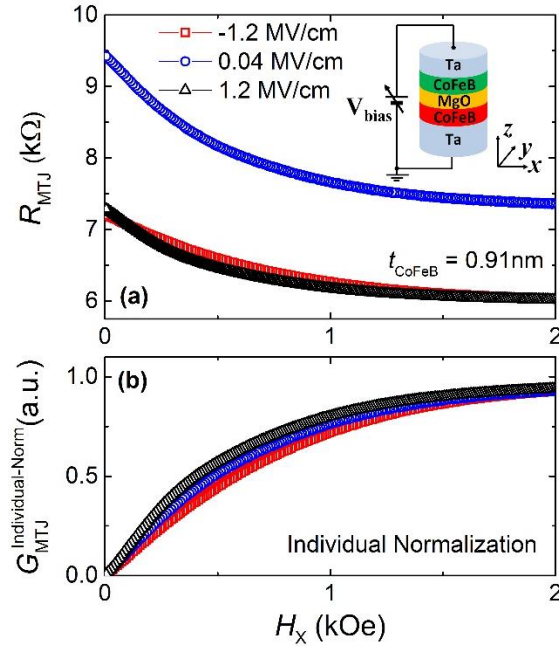 -1.2 MV/cm
0.04 MV/cm
1.2 MV/cm
Ta
CoFeB
MgO
CoFeB
Ta
V_bias
z
y
x
R_MTJ (kΩ)
10
9
8
7
6
t_CoFeB = 0.91nm
(a)
0 1 2
(b)
G_MTJ^Individual-Norm (a.u.)
1.0
0.5
0.0
Individual Normalization
0 1 2
H_X (kOe)